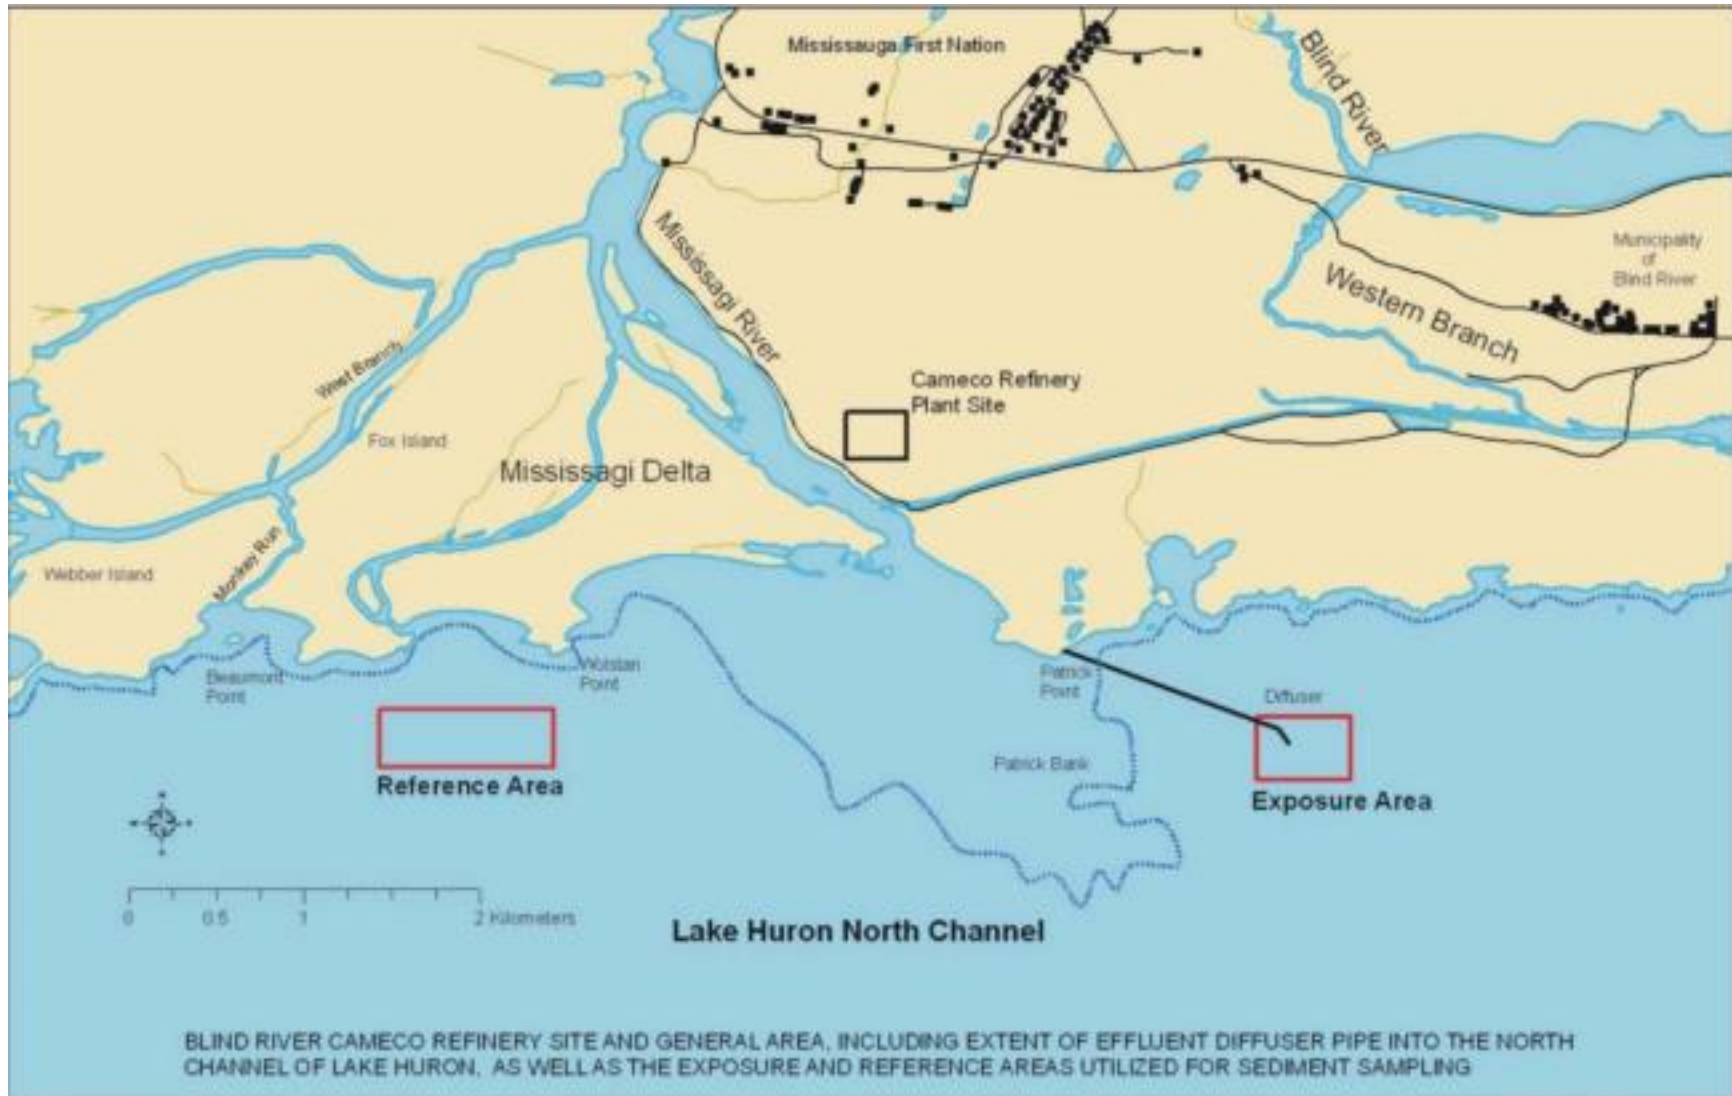 Mississauga First Nation
Blind River
Mississagi River
Municipality
of
Blind River
Western Branch
West Branch
Cameco Refinery
Plant Site
Fox Island
Mississagi Delta
Monkey Run
Webber Island
Beaumont
Point
Wolstan
Point
Patrick
Point
Diffuser
Patrick Bank
Reference Area
Exposure Area
0 0.5 1 2 Kilometers
Lake Huron North Channel
BLIND RIVER CAMECO REFINERY SITE AND GENERAL AREA, INCLUDING EXTENT OF EFFLUENT DIFFUSER PIPE INTO THE NORTH
CHANNEL OF LAKE HURON, AS WELL AS THE EXPOSURE AND REFERENCE AREAS UTILIZED FOR SEDIMENT SAMPLING